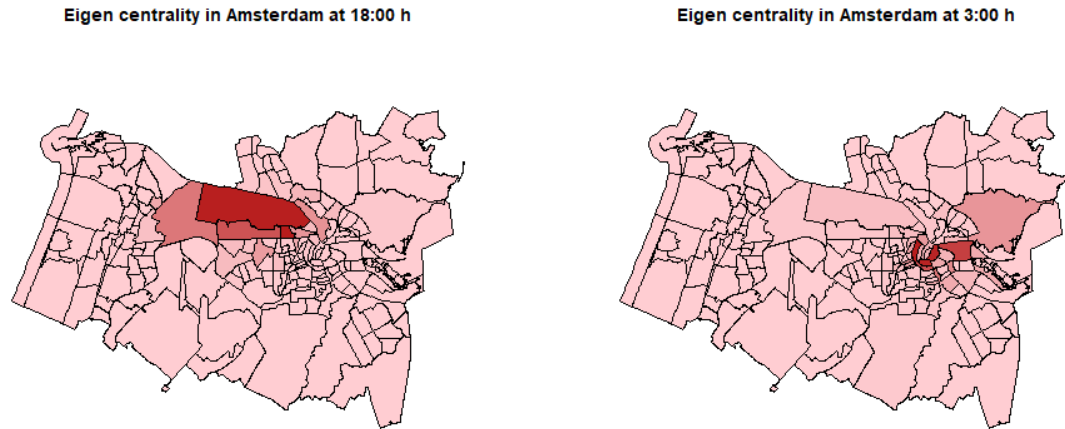 Eigen centrality in Amsterdam at 18:00 h
Eigen centrality in Amsterdam at 3:00 h